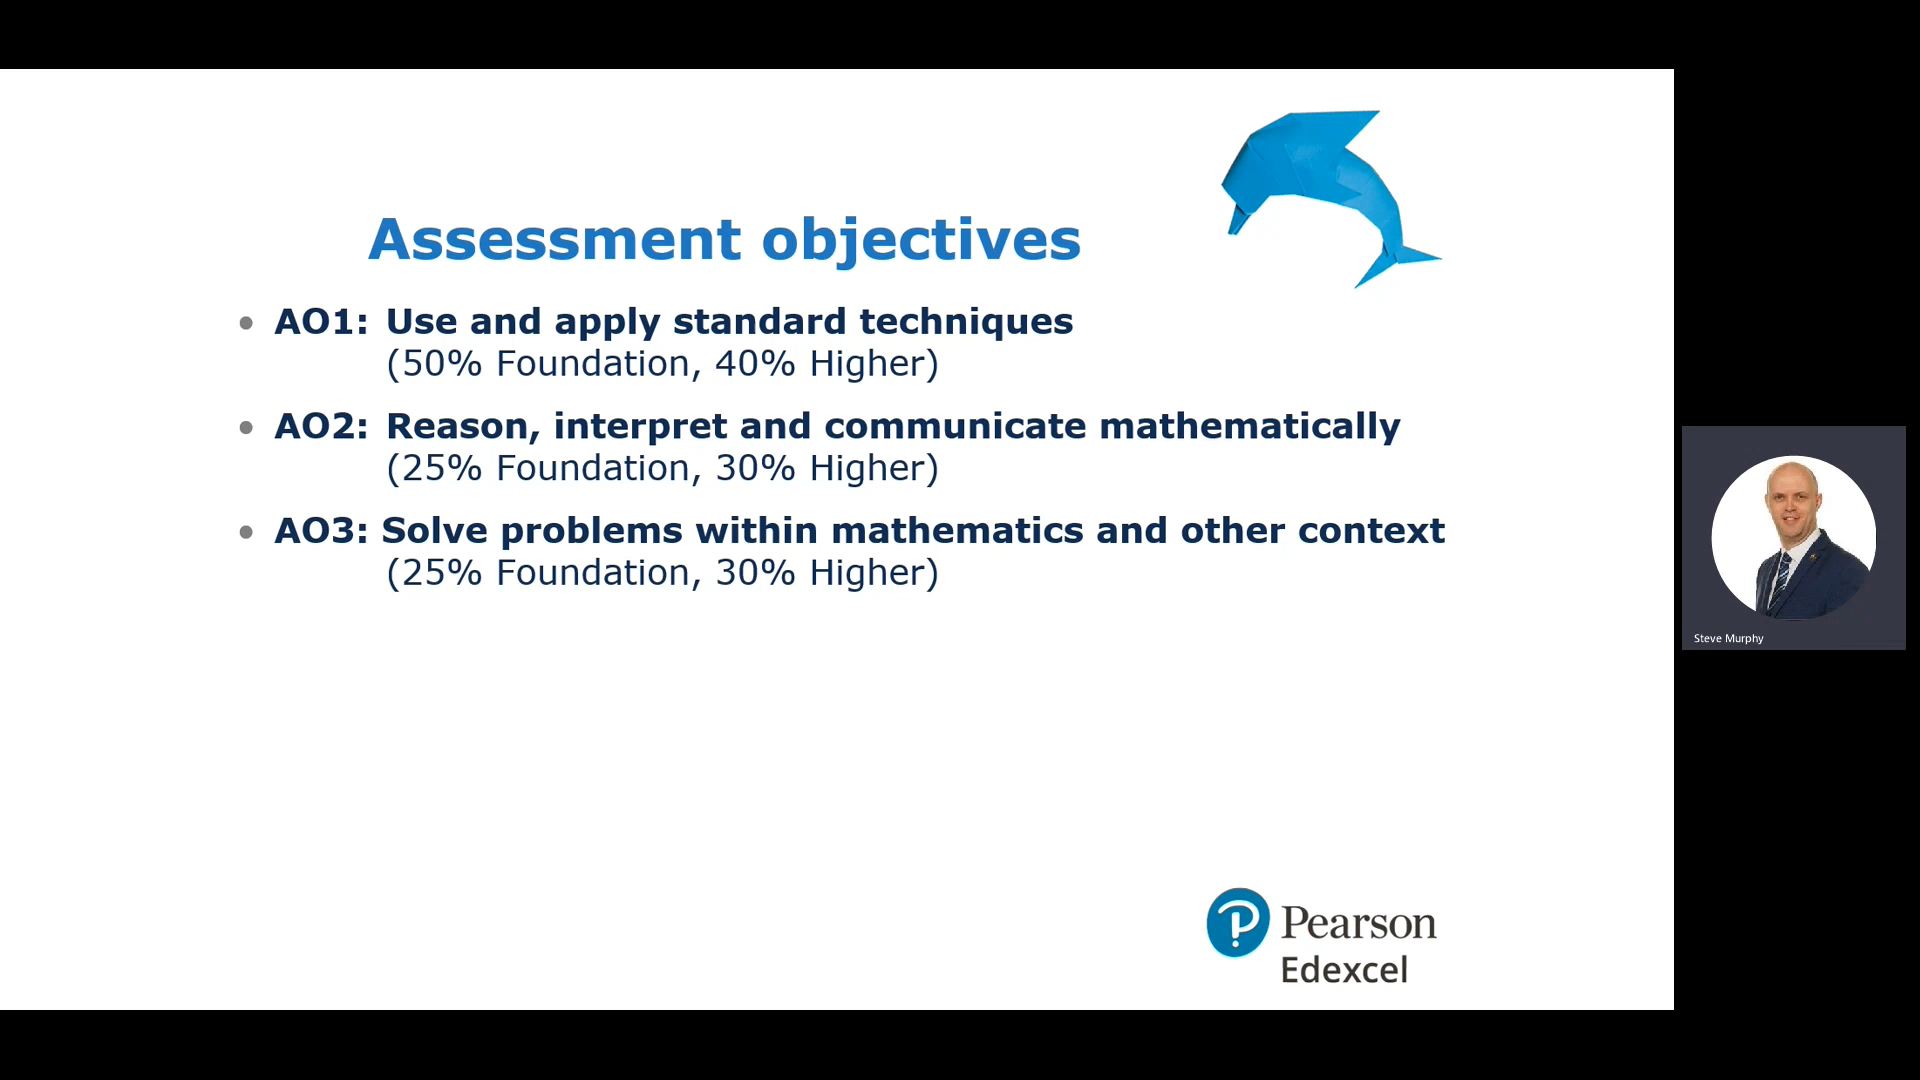 Assessment objectives
• AO1: Use and apply standard techniques
(50% Foundation, 40% Higher)
• AO2: Reason, interpret and communicate mathematically
(25% Foundation, 30% Higher)
• AO3: Solve problems within mathematics and other context
(25% Foundation, 30% Higher)
Steve Murphy
Pearson
Edexcel